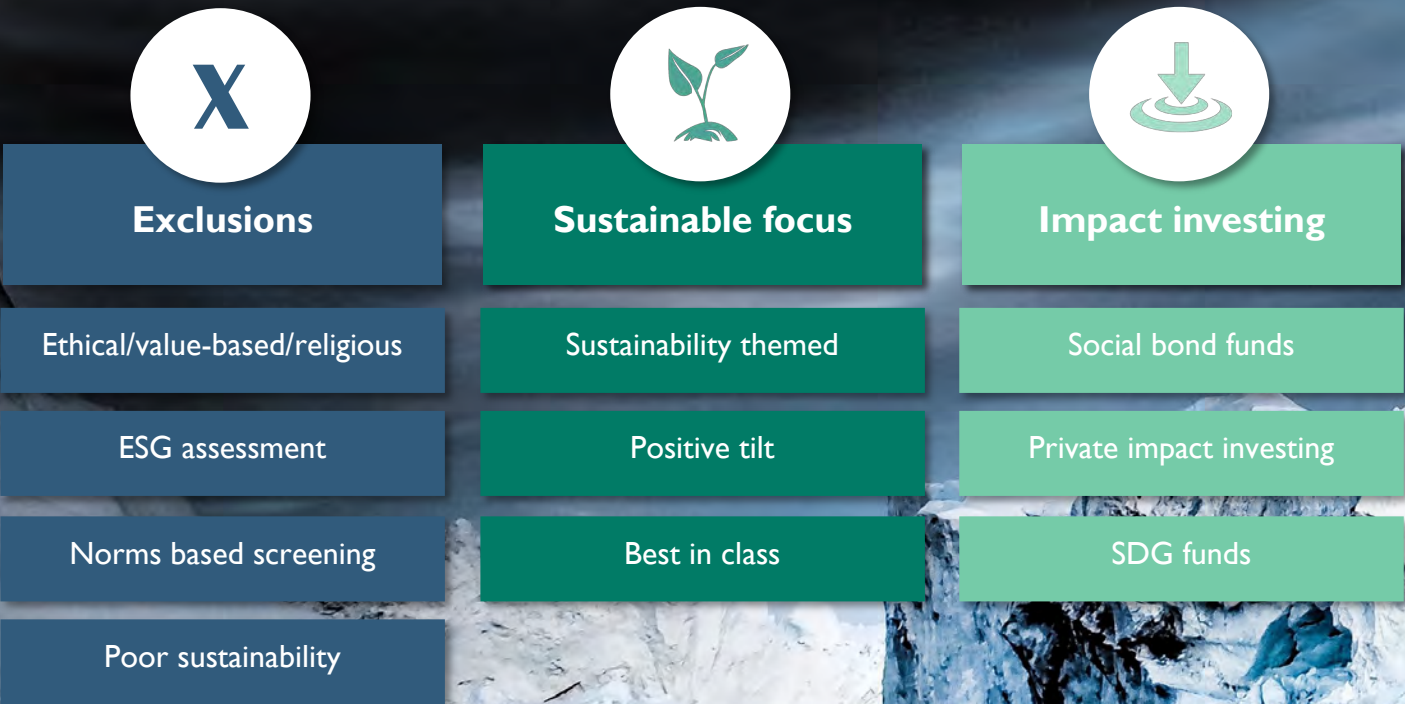 X
Exclusions
Ethical/value-based/religious
ESG assessment
Norms based screening
Poor sustainability
Sustainable focus
Sustainability themed
Positive tilt
Best in class
Impact investing
Social bond funds
Private impact investing
SDG funds